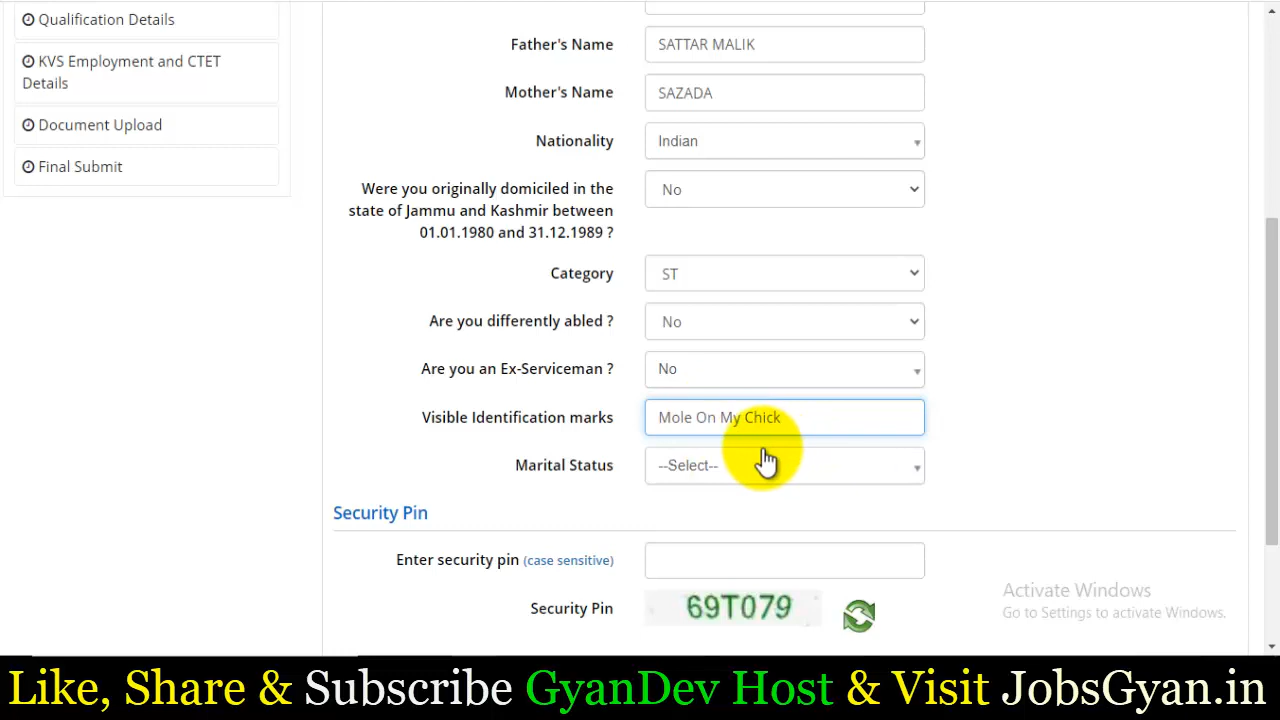 Qualification Details
KVS Employment and CTET
Details
Document Upload
Final Submit
Father's Name
SATTAR MALIK
Mother's Name
SAZADA
Nationality
Indian
Were you originally domiciled in the
state of Jammu and Kashmir between
01.01.1980 and 31.12.1989 ?
No
Category
ST
Are you differently abled ?
No
Are you an Ex-Serviceman ?
No
Visible Identification marks
Mole On My Chick
Marital Status
--Select--
Security Pin
Enter security pin (case sensitive)
Security Pin
69T079
Activate Windows
Go to Settings to activate Windows.
Like, Share & Subscribe GyanDev Host & Visit JobsGyan.in